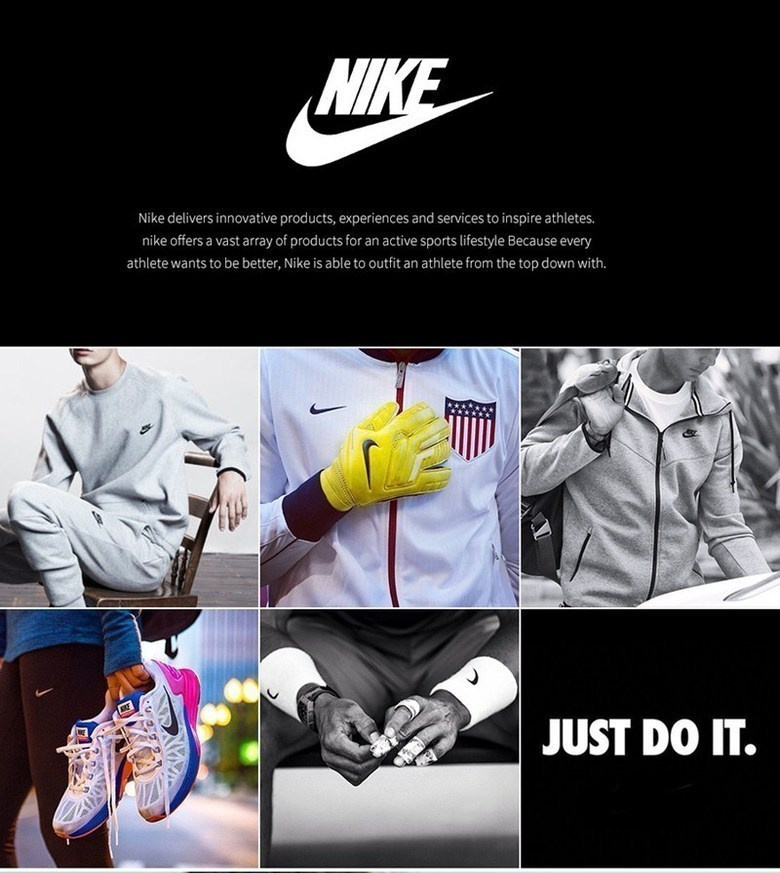 NIKE
Nike delivers innovative products, experiences and services to inspire athletes.
nike offers a vast array of products for an active sports lifestyle Because every
athlete wants to be better, Nike is able to outfit an athlete from the top down with.
NIKE
NIKE
JUST DO IT.